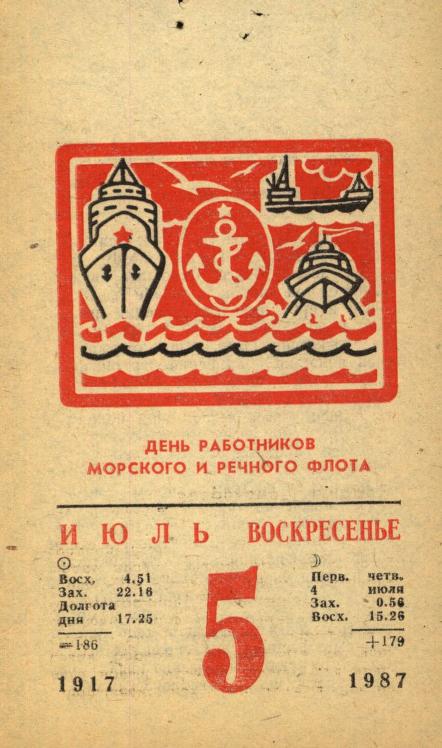 ДЕНЬ РАБОТНИКОВ
МОРСКОГО И РЕЧНОГО ФЛОТА
ИЮЛЬ ВОСКРЕСЕНЬЕ
5
Восх. 4.51
Зах. 22.16
Долгота
дня 17.25
=186
Перв. четв.
4 июля
Зах. 0.56
Восх. 15.26
+179
1917 1987